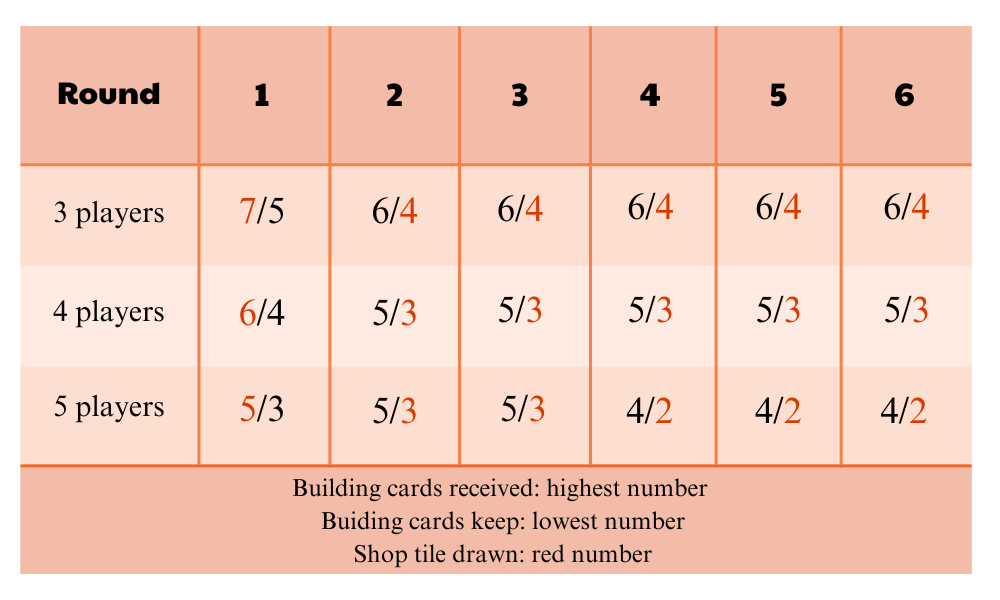 Round 1 2 3 4 5 6
3 players 7/5 6/4 6/4 6/4 6/4 6/4
4 players 6/4 5/3 5/3 5/3 5/3 5/3
5 players 5/3 5/3 5/3 4/2 4/2 4/2
Building cards received: highest number
Buiding cards keep: lowest number
Shop tile drawn: red number